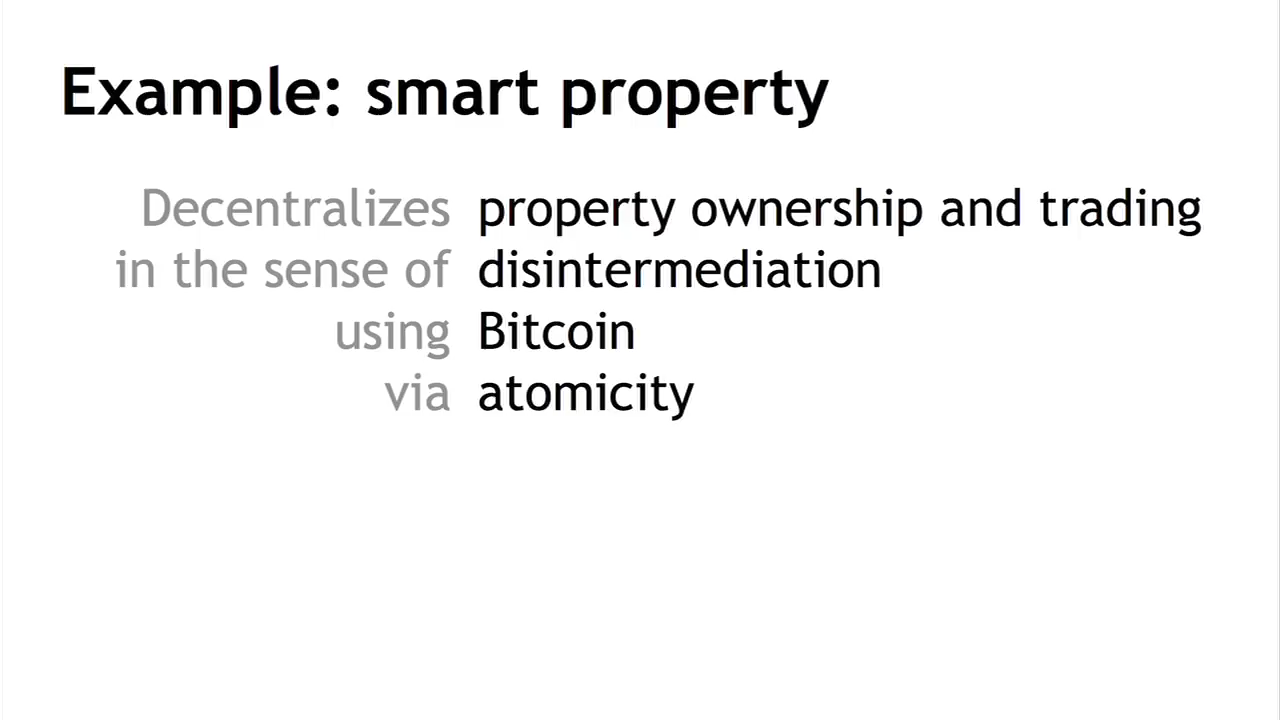 Example: smart property
Decentralizes property ownership and trading
in the sense of disintermediation
using Bitcoin
via atomicity